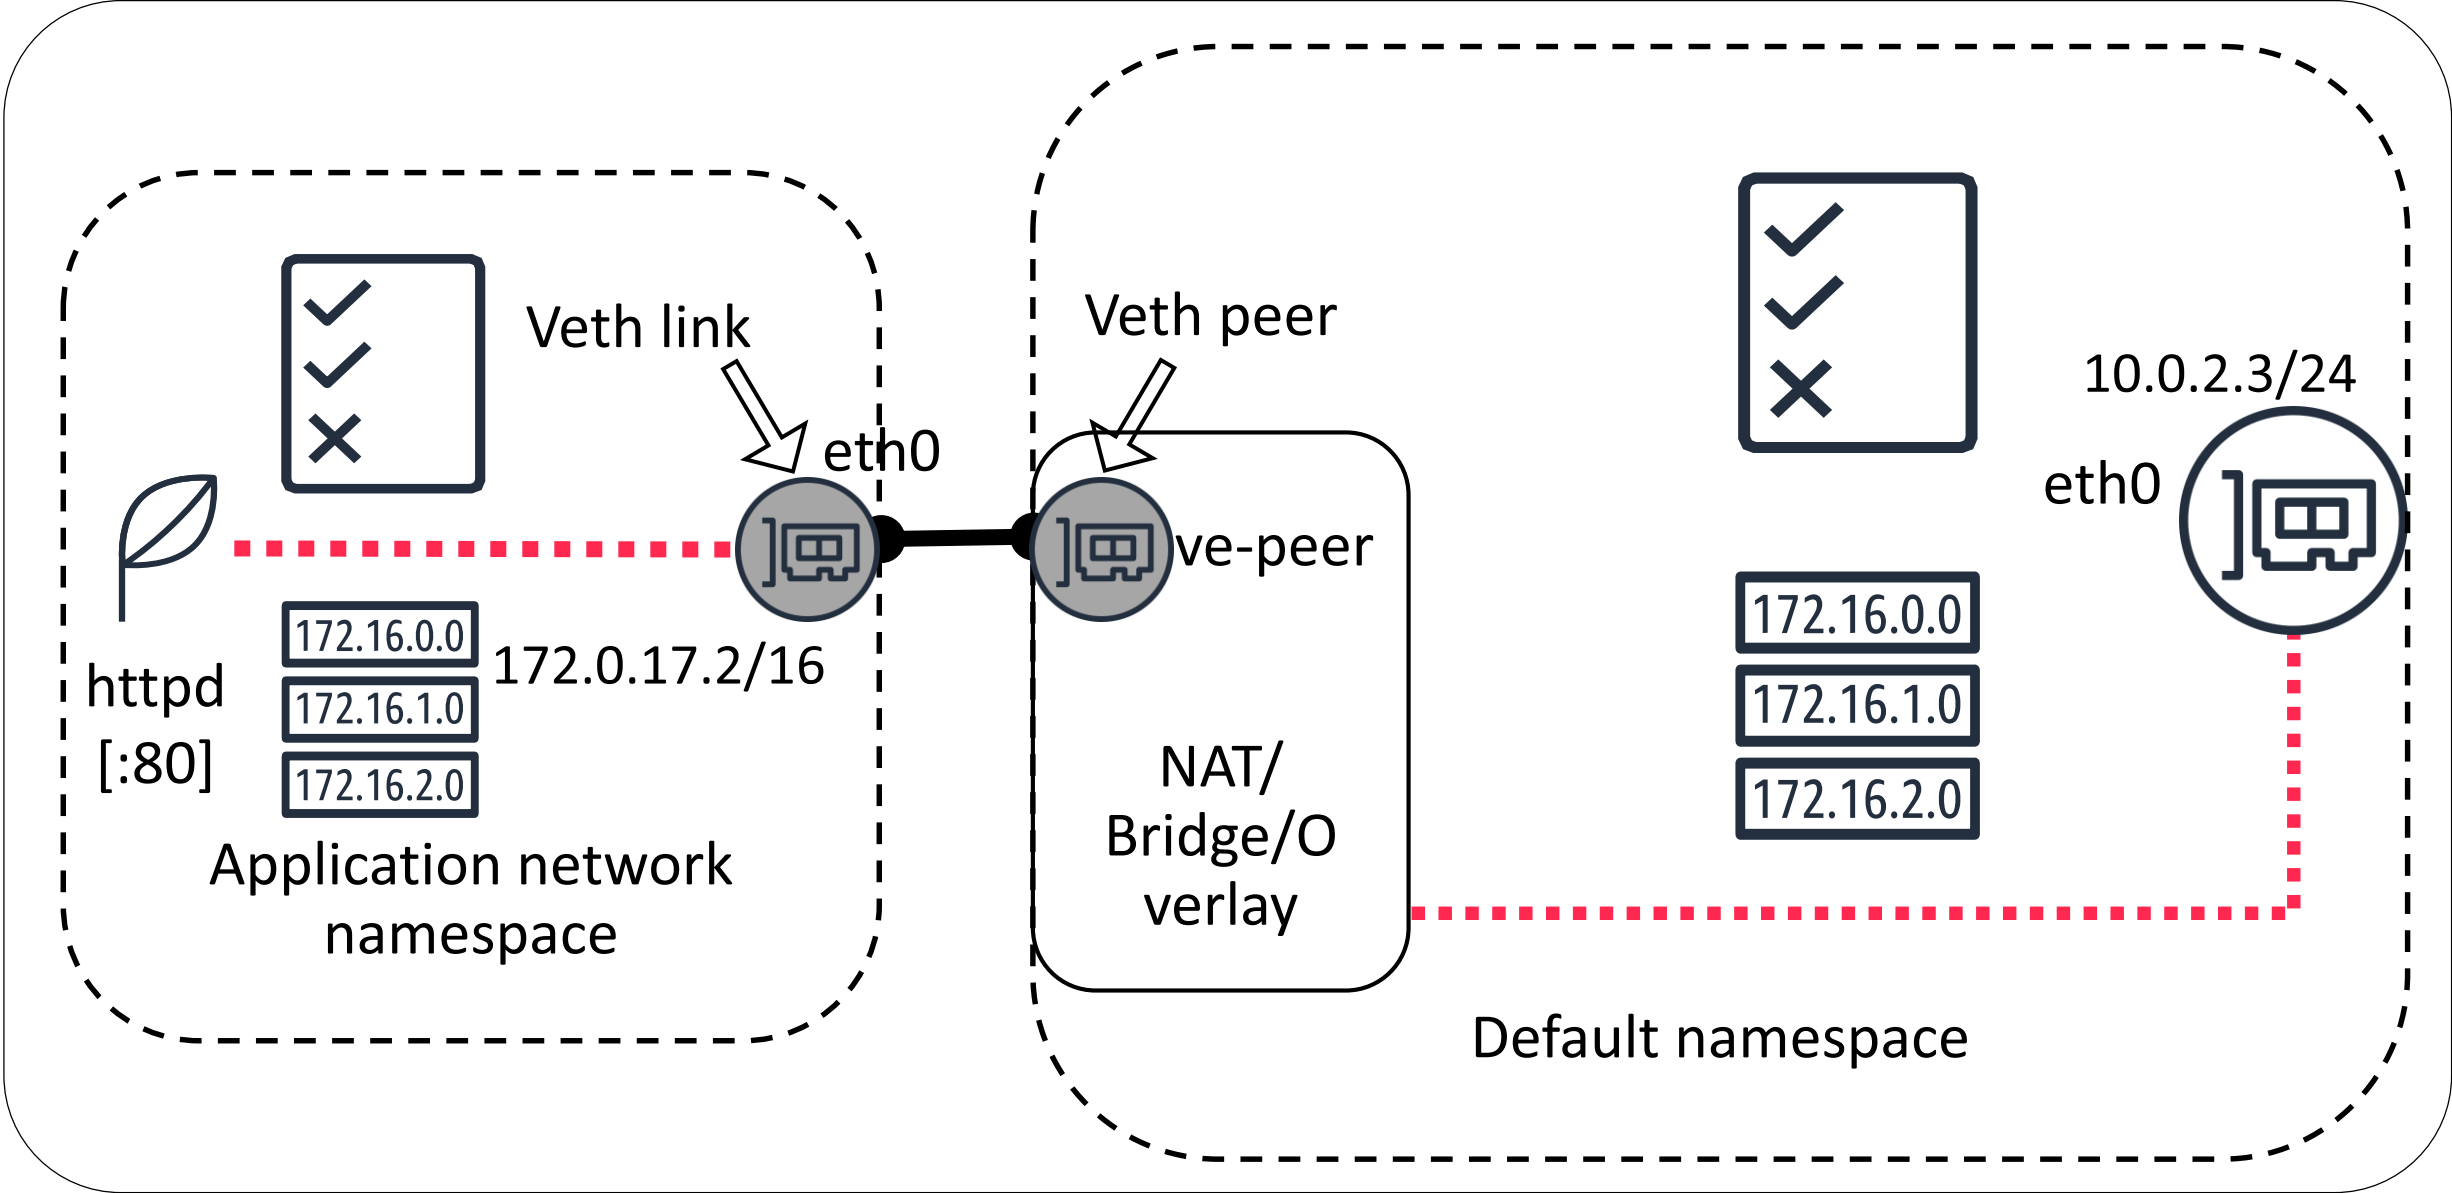 Veth link
eth0
httpd
[:80]
172.16.0.0
172.16.1.0
172.16.2.0
172.0.17.2/16
Application network
namespace
Veth peer
ve-peer
NAT/
Bridge/O
verlay
10.0.2.3/24
eth0
172.16.0.0
172.16.1.0
172.16.2.0
Default namespace